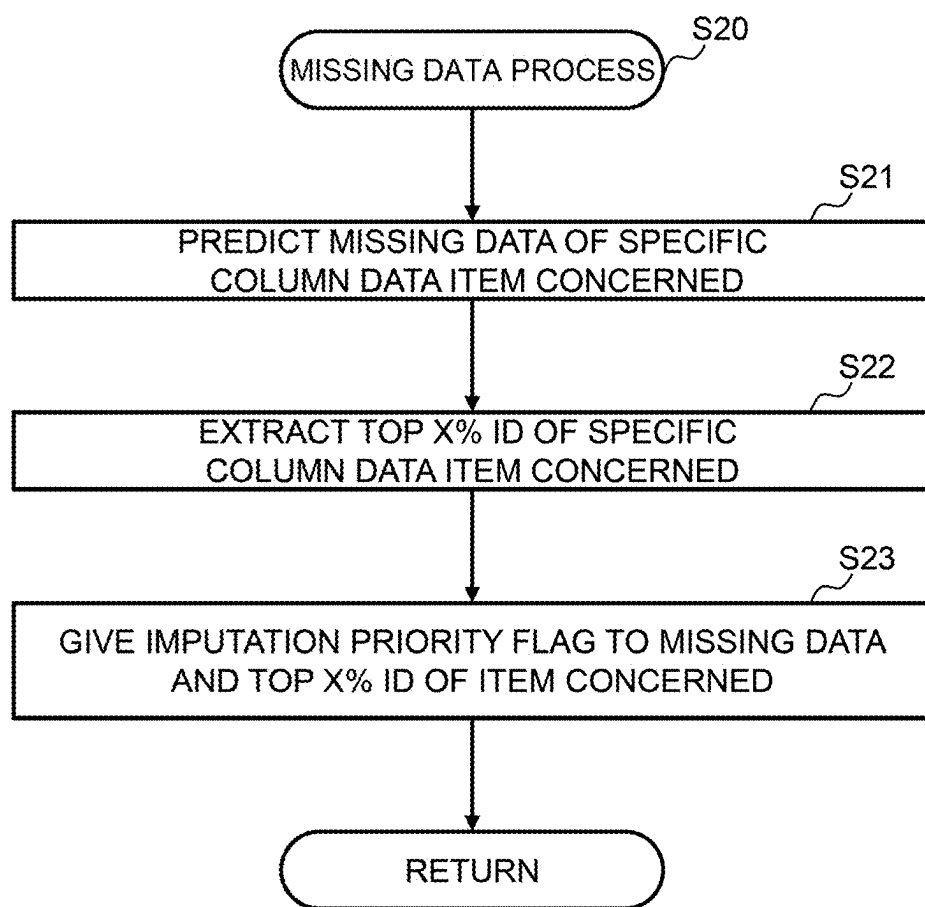 S20
MISSING DATA PROCESS
S21
PREDICT MISSING DATA OF SPECIFIC
COLUMN DATA ITEM CONCERNED
S22
EXTRACT TOP X% ID OF SPECIFIC
COLUMN DATA ITEM CONCERNED
S23
GIVE IMPUTATION PRIORITY FLAG TO MISSING DATA
AND TOP X% ID OF ITEM CONCERNED
RETURN